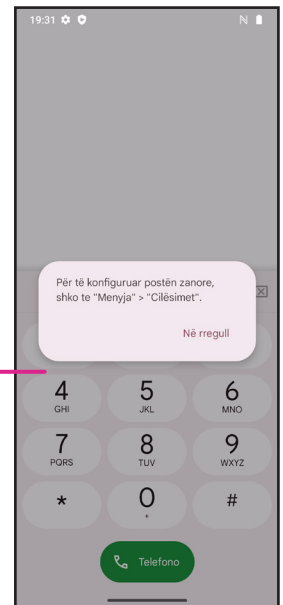 19:31
Për të konfiguruar postën zanore,
shko te "Menyja" > "Cilësimet".
Në rregull
4 5 6
GHI JKL MNO
7 8 9
PQRS TUV WXYZ
* 0 #
+
Telefono